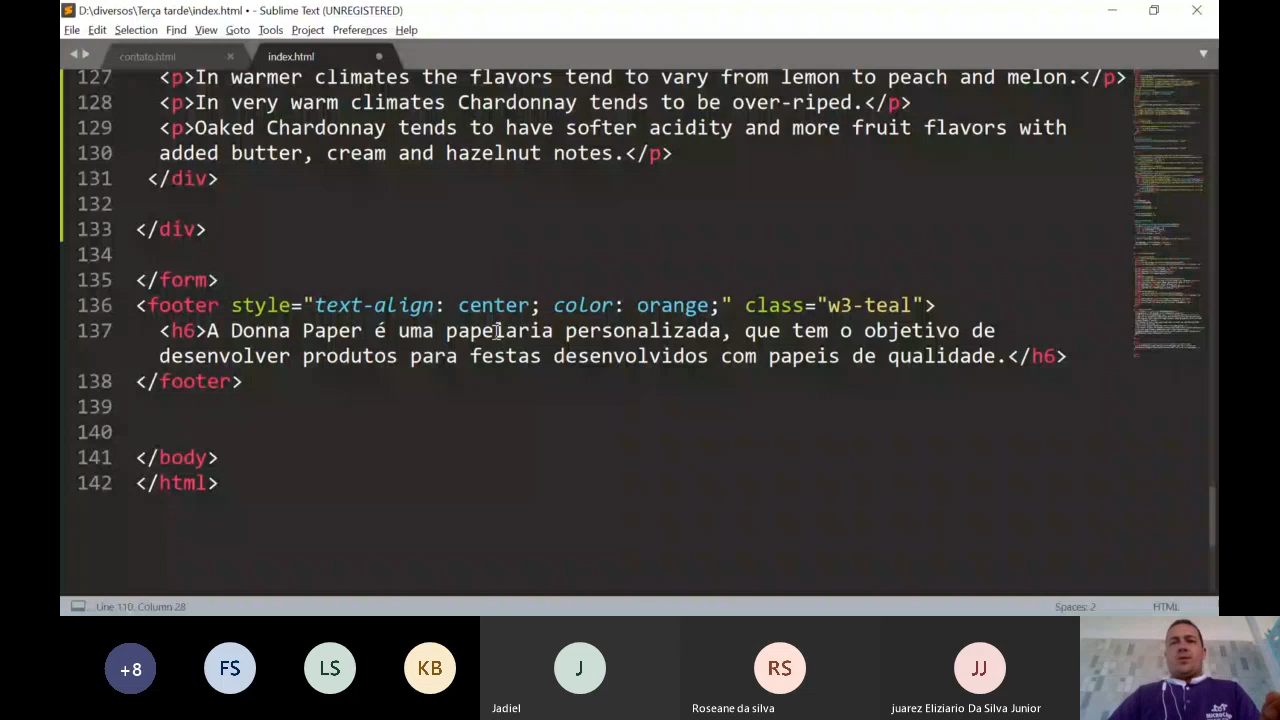 D:\diversos\Terça tarde\index.html • - Sublime Text (UNREGISTERED)
File Edit Selection Find View Goto Tools Project Preferences Help
contato.html index.html
127 <p>In warmer climates the flavors tend to vary from lemon to peach and melon.</p>
128 <p>In very warm climates Chardonnay tends to be over-riped.</p>
129 <p>Oaked Chardonnay tends to have softer acidity and more fruit flavors with
130 added butter, cream and hazelnut notes.</p>
131 </div>
132
133 </div>
134
135 </form>
136 <footer style="text-align: center; color: orange;" class="w3-teal">
137 <h6>A Donna Paper é uma papelaria personalizada, que tem o objetivo de
desenvolver produtos para festas desenvolvidos com papeis de qualidade.</h6>
138 </footer>
139
140
141 </body>
142 </html>
Line 110, Column 28 Spaces: 2 HTML
+8 FS LS KB J RS JJ
Jadiel Roseane da silva juarez Eliziario Da Silva Junior